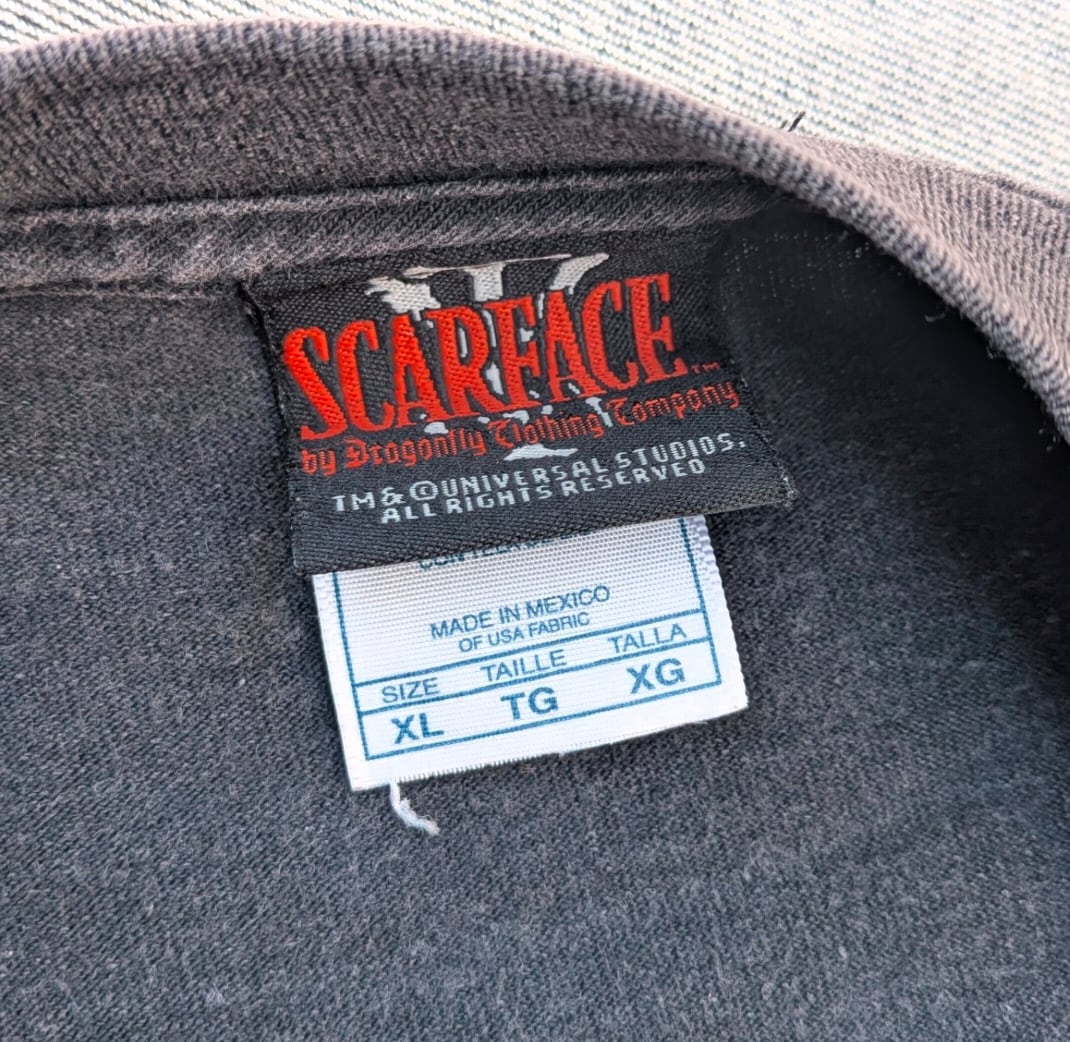 SCARFACE™
by Dragonfly Clothing Company
TM & © UNIVERSAL STUDIOS.
ALL RIGHTS RESERVED
MADE IN MEXICO
OF USA FABRIC
SIZE TAILLE TALLA
XL TG XG